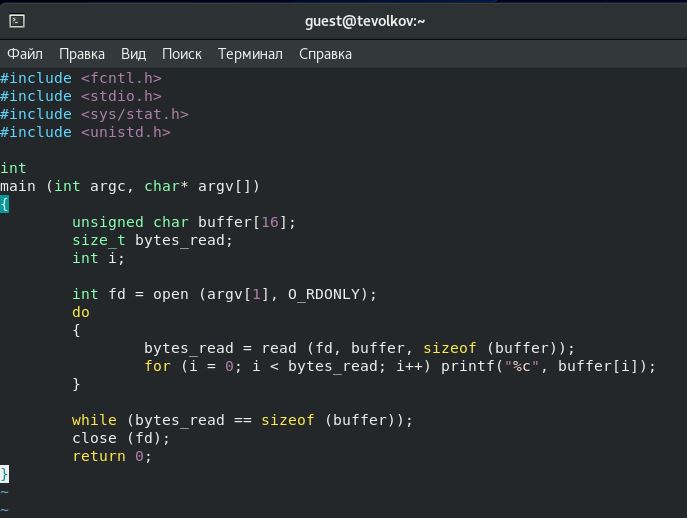 guest@tevolkov:~
Файл Правка Вид Поиск Терминал Справка
#include <fcntl.h>
#include <stdio.h>
#include <sys/stat.h>
#include <unistd.h>

int
main (int argc, char* argv[])
{
        unsigned char buffer[16];
        size_t bytes_read;
        int i;

        int fd = open (argv[1], O_RDONLY);
        do
        {
                bytes_read = read (fd, buffer, sizeof (buffer));
                for (i = 0; i < bytes_read; i++) printf("%c", buffer[i]);
        }

        while (bytes_read == sizeof (buffer));
        close (fd);
        return 0;
}
~
~